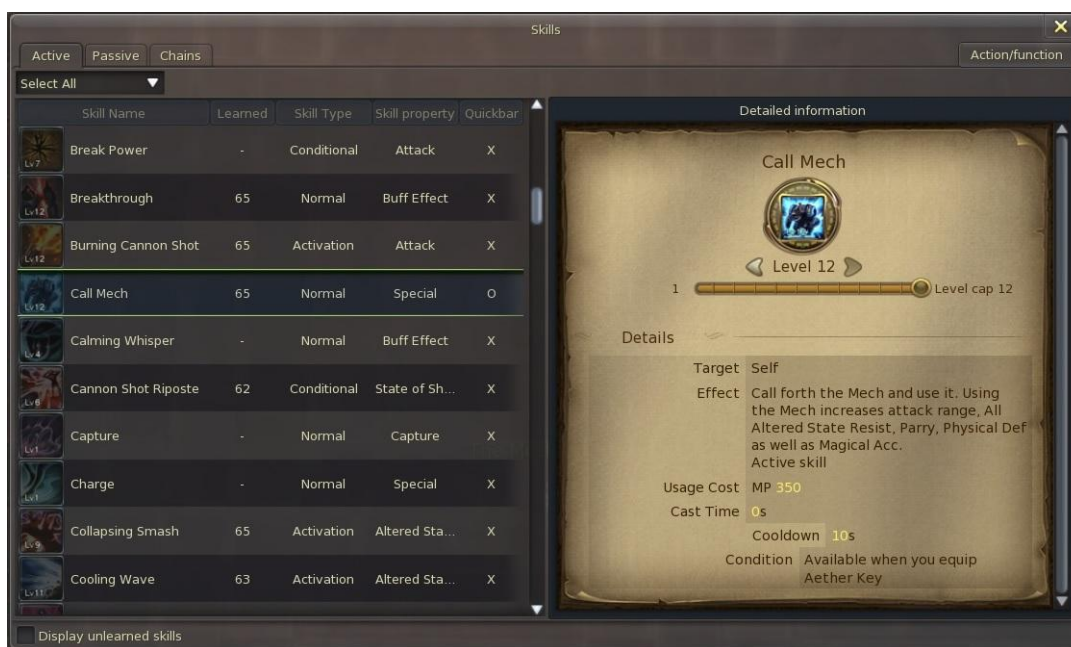 Skills
Active Passive Chains Action/function
Select All
Skill Name Learned Skill Type Skill property Quickbar
Lv7 Break Power - Conditional Attack X
Lv12 Breakthrough 65 Normal Buff Effect X
Lv12 Burning Cannon Shot 65 Activation Attack X
Lv12 Call Mech 65 Normal Special O
Lv4 Calming Whisper - Normal Buff Effect X
Lv6 Cannon Shot Riposte 62 Conditional State of Sh... X
Lv1 Capture - Normal Capture X
Lv1 Charge - Normal Special X
Lv9 Collapsing Smash 65 Activation Altered Sta... X
Lv11 Cooling Wave 63 Activation Altered Sta... X
Display unlearned skills
Detailed information
Call Mech
Level 12
1 Level cap 12
Details
Target Self
Effect Call forth the Mech and use it. Using
the Mech increases attack range, All
Altered State Resist, Parry, Physical Def
as well as Magical Acc.
Active skill
Usage Cost MP 350
Cast Time 0s
Cooldown 10s
Condition Available when you equip
Aether Key